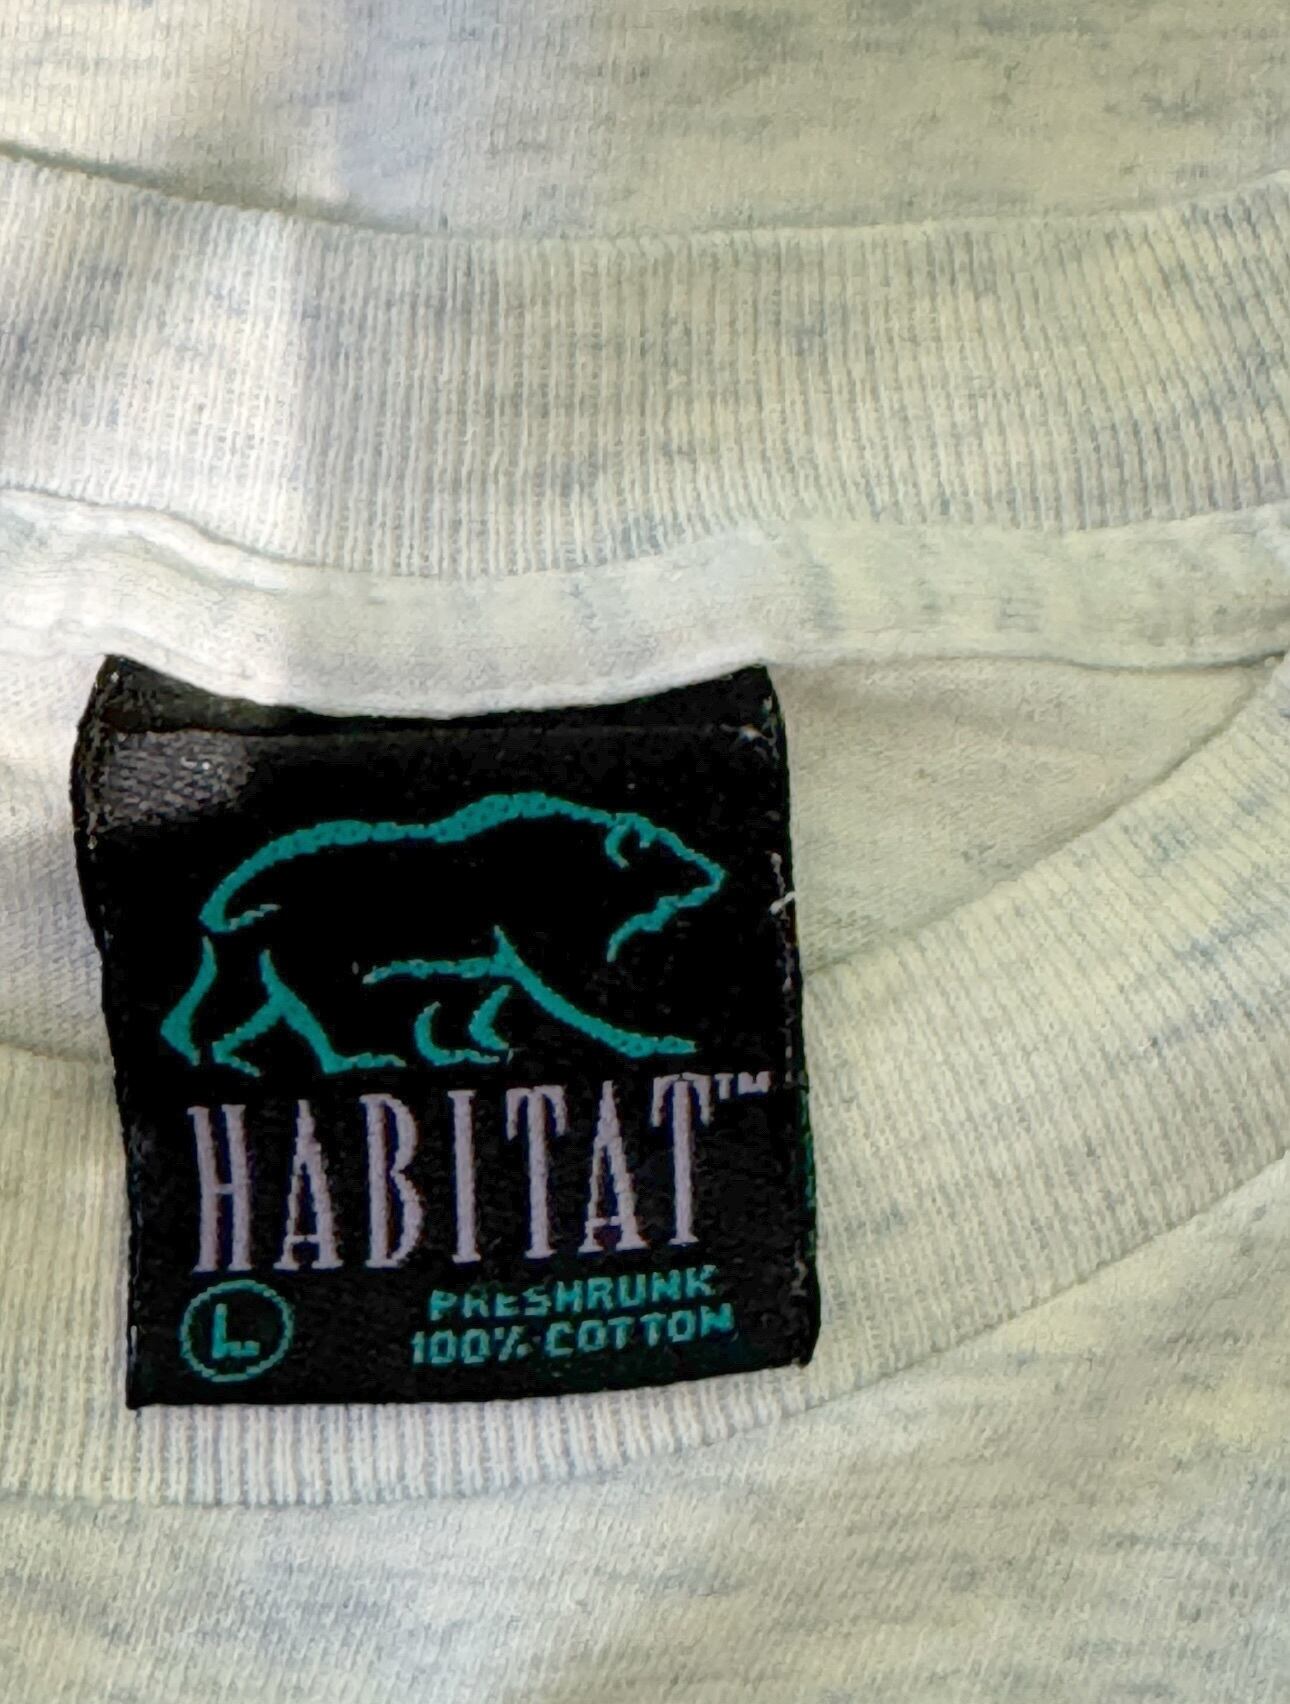 HABITAT™
L PRESHRUNK
100% COTTON